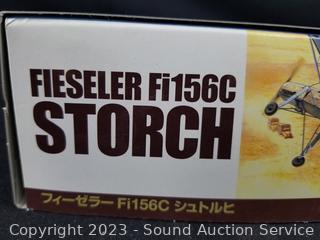 FIESELER Fi156C
STORCH
フィーゼラー Fi156C シュトルヒ
Copyright 2023 - Sound Auction Service